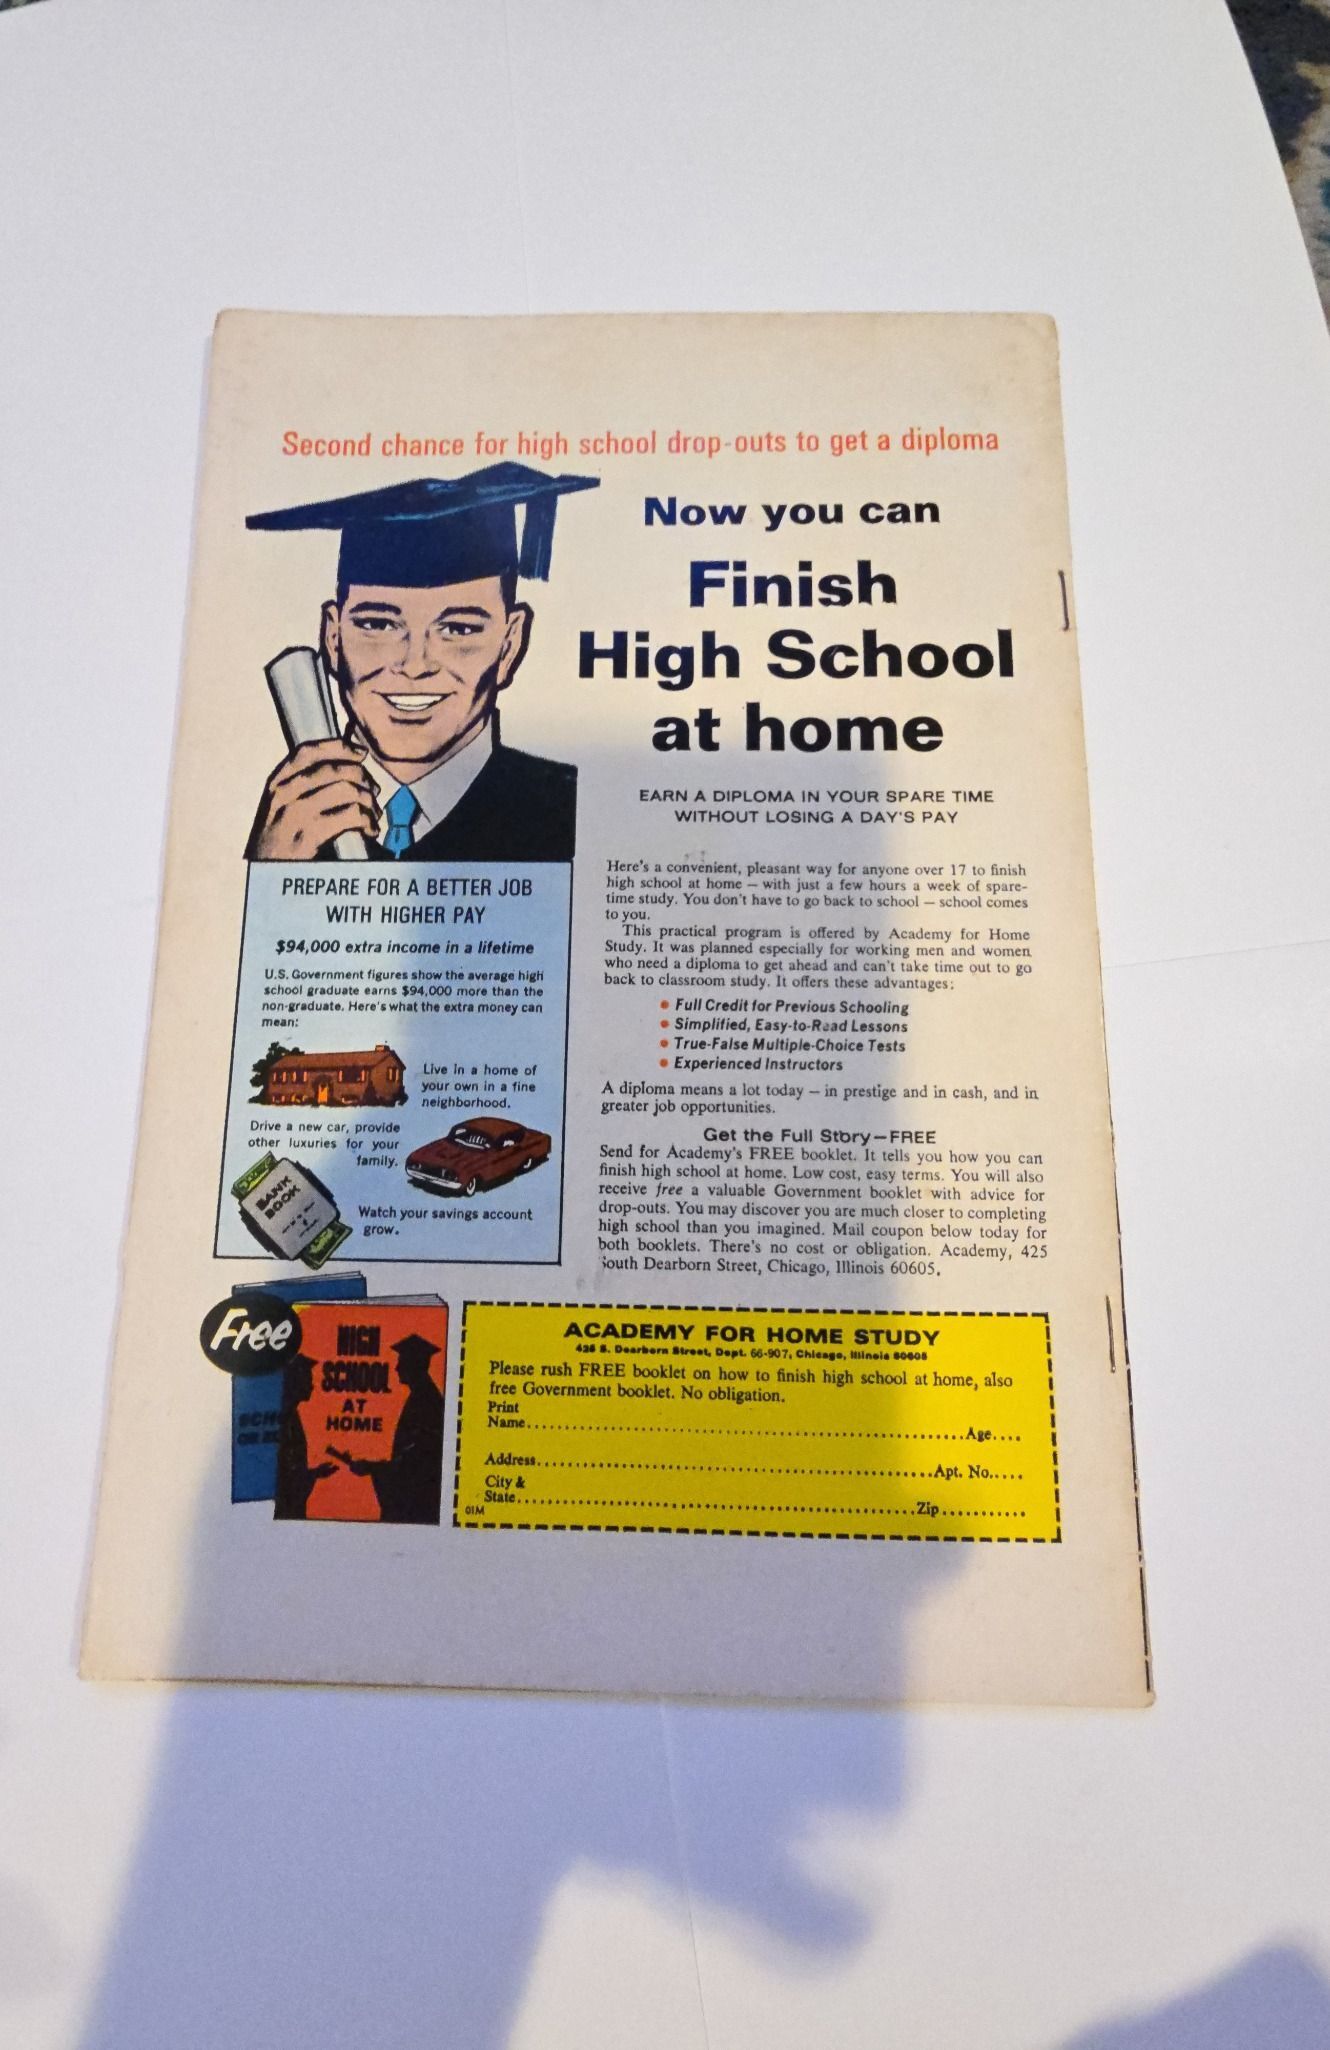 Second chance for high school drop-outs to get a diploma
Now you can
Finish
High School
at home
EARN A DIPLOMA IN YOUR SPARE TIME
WITHOUT LOSING A DAY'S PAY
PREPARE FOR A BETTER JOB
WITH HIGHER PAY
$94,000 extra income in a lifetime
U.S. Government figures show the average high
school graduate earns $94,000 more than the
non-graduate. Here's what the extra money can
mean:
Live in a home of
your own in a fine
neighborhood.
Drive a new car, provide
other luxuries for your
family.
BANK
BOOK
Watch your savings account
grow.
Here's a convenient, pleasant way for anyone over 17 to finish
high school at home — with just a few hours a week of spare-
time study. You don't have to go back to school — school comes
to you.
This practical program is offered by Academy for Home
Study. It was planned especially for working men and women
who need a diploma to get ahead and can't take time out to go
back to classroom study. It offers these advantages:
• Full Credit for Previous Schooling
• Simplified, Easy-to-Read Lessons
• True-False Multiple-Choice Tests
• Experienced Instructors
A diploma means a lot today — in prestige and in cash, and in
greater job opportunities.
Get the Full Story—FREE
Send for Academy's FREE booklet. It tells you how you can
finish high school at home. Low cost, easy terms. You will also
receive free a valuable Government booklet with advice for
drop-outs. You may discover you are much closer to completing
high school than you imagined. Mail coupon below today for
both booklets. There's no cost or obligation. Academy, 425
South Dearborn Street, Chicago, Illinois 60605.
Free
HIGH
SCHOOL
AT
HOME
ACADEMY FOR HOME STUDY
425 S. Dearborn Street, Dept. 66-907, Chicago, Illinois 60605
Please rush FREE booklet on how to finish high school at home, also
free Government booklet. No obligation.
Print
Name..........Age....
Address..........Apt. No.....
City &
State..........Zip...........
01M